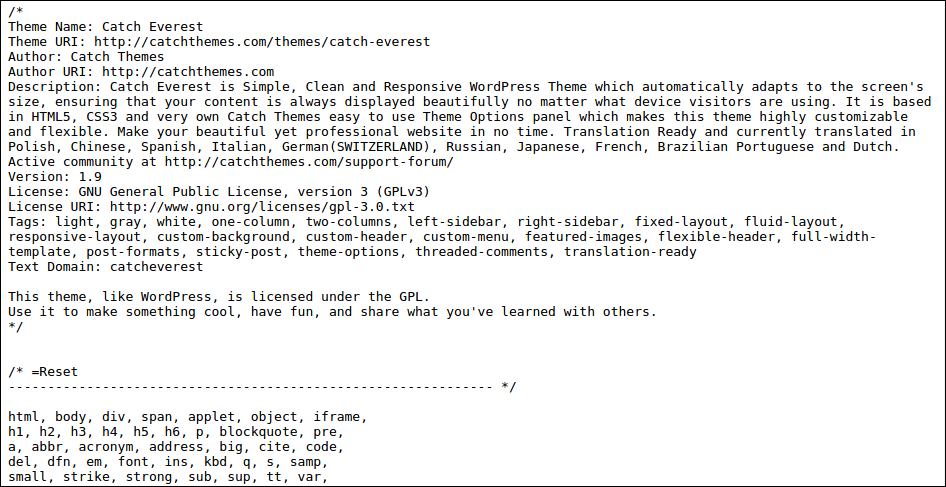 /*
Theme Name: Catch Everest
Theme URI: http://catchthemes.com/themes/catch-everest
Author: Catch Themes
Author URI: http://catchthemes.com
Description: Catch Everest is Simple, Clean and Responsive WordPress Theme which automatically adapts to the screen's
size, ensuring that your content is always displayed beautifully no matter what device visitors are using. It is based
in HTML5, CSS3 and very own Catch Themes easy to use Theme Options panel which makes this theme highly customizable
and flexible. Make your beautiful yet professional website in no time. Translation Ready and currently translated in
Polish, Chinese, Spanish, Italian, German(SWITZERLAND), Russian, Japanese, French, Brazilian Portuguese and Dutch.
Active community at http://catchthemes.com/support-forum/
Version: 1.9
License: GNU General Public License, version 3 (GPLv3)
License URI: http://www.gnu.org/licenses/gpl-3.0.txt
Tags: light, gray, white, one-column, two-columns, left-sidebar, right-sidebar, fixed-layout, fluid-layout,
responsive-layout, custom-background, custom-header, custom-menu, featured-images, flexible-header, full-width-
template, post-formats, sticky-post, theme-options, threaded-comments, translation-ready
Text Domain: catcheverest
This theme, like WordPress, is licensed under the GPL.
Use it to make something cool, have fun, and share what you've learned with others.
*/
/* =Reset
-------------------------------------------------------------- */
html, body, div, span, applet, object, iframe,
h1, h2, h3, h4, h5, h6, p, blockquote, pre,
a, abbr, acronym, address, big, cite, code,
del, dfn, em, font, ins, kbd, q, s, samp,
small, strike, strong, sub, sup, tt, var,